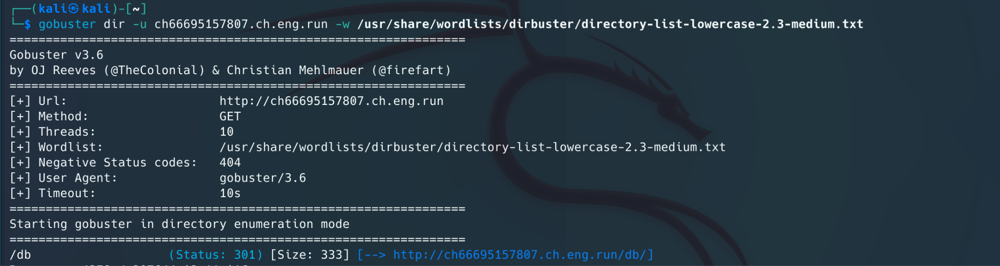 ┌──(kali㉿kali)-[~]
└─$ gobuster dir -u ch66695157807.ch.eng.run -w /usr/share/wordlists/dirbuster/directory-list-lowercase-2.3-medium.txt
===============================================================
Gobuster v3.6
by OJ Reeves (@TheColonial) & Christian Mehlmauer (@firefart)
===============================================================
[+] Url:                     http://ch66695157807.ch.eng.run
[+] Method:                  GET
[+] Threads:                 10
[+] Wordlist:                /usr/share/wordlists/dirbuster/directory-list-lowercase-2.3-medium.txt
[+] Negative Status codes:   404
[+] User Agent:              gobuster/3.6
[+] Timeout:                 10s
===============================================================
Starting gobuster in directory enumeration mode
===============================================================
/db                   (Status: 301) [Size: 333] [--> http://ch66695157807.ch.eng.run/db/]